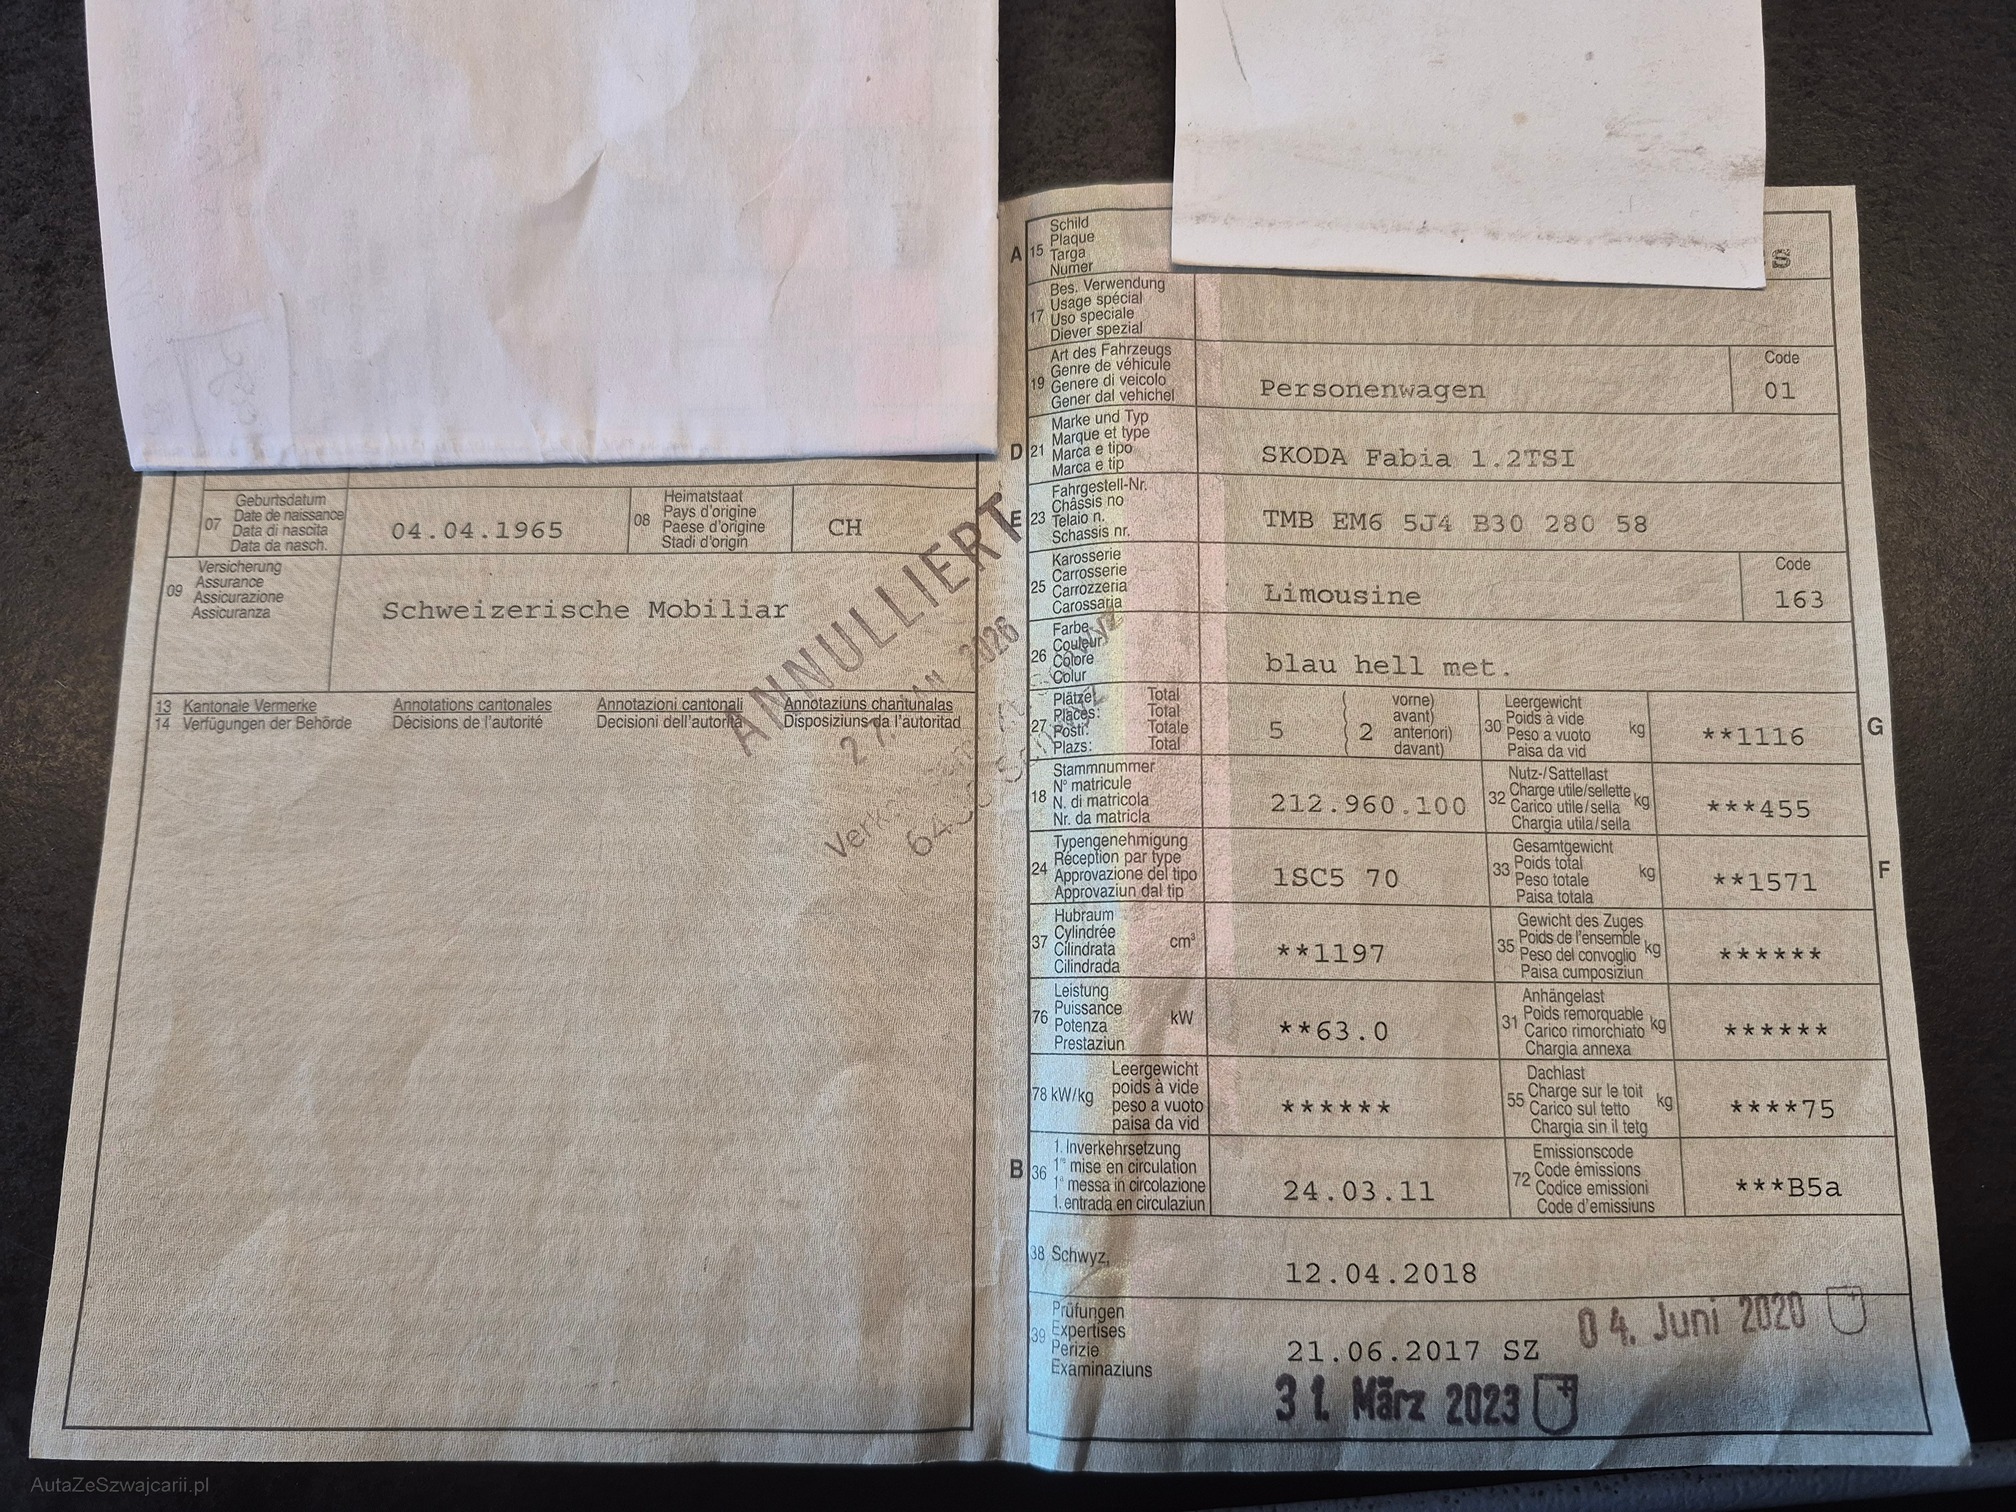 07 Geburtsdatum
Date de naissance
Data di nascita
Data da nasch.
04.04.1965
08 Heimatstaat
Pays d'origine
Paese d'origine
Stadi d'origin
CH
09 Versicherung
Assurance
Assicurazione
Assicuranza
Schweizerische Mobiliar
13 Kantonale Vermerke Annotations cantonales Annotazioni cantonali Annotaziuns chantunalas
14 Verfügungen der Behörde Décisions de l'autorité Decisioni dell'autorità Disposiziuns da l'autoritad
ANNULLIERT
2026
A 15 Schild
Plaque
Targa
Numer
S
17 Bes. Verwendung
Usage spécial
Uso speciale
Diever spezial
19 Art des Fahrzeugs
Genre de véhicule
Genere di veicolo
Gener dal vehichel
Personenwagen
Code
01
D 21 Marke und Typ
Marque et type
Marca e tipo
Marca e tip
SKODA Fabia 1.2TSI
E 23 Fahrgestell-Nr.
Châssis no
Telaio n.
Schassis nr.
TMB EM6 5J4 B30 280 58
25 Karosserie
Carrosserie
Carrozzeria
Carossaria
Limousine
Code
163
26 Farbe
Couleur
Colore
Colur
blau hell met.
27 Plätze: Total
Places: Total
Posti: Totale
Plazs: Total
5
2
vorne)
avant)
anteriori)
davant)
30 Leergewicht
Poids à vide
Peso a vuoto
Paisa da vid
kg
**1116
G
18 Stammnummer
N° matricule
N. di matricola
Nr. da matricla
212.960.100
32 Nutz-/Sattellast
Charge utile/sellette
Carico utile/sella
Chargia utila/sella
kg
***455
24 Typengenehmigung
Réception par type
Approvazione del tipo
Approvaziun dal tip
1SC5 70
33 Gesamtgewicht
Poids total
Peso totale
Paisa totala
kg
**1571
F
37 Hubraum
Cylindrée
Cilindrata
Cilindrada
cm³
**1197
35 Gewicht des Zuges
Poids de l'ensemble
Peso del convoglio
Paisa cumposiziun
kg
******
76 Leistung
Puissance
Potenza
Prestaziun
kW
**63.0
31 Anhängelast
Poids remorquable
Carico rimorchiato
Chargia annexa
kg
******
78 kW/kg
Leergewicht
poids à vide
peso a vuoto
paisa da vid
******
55 Dachlast
Charge sur le toit
Carico sul tetto
Chargia sin il tetg
kg
****75
B 36 1. Inverkehrsetzung
1re mise en circulation
1a messa in circolazione
1. entrada en circulaziun
24.03.11
72 Emissionscode
Code émissions
Codice emissioni
Code d'emissiuns
***B5a
38 Schwyz,
12.04.2018
39 Prüfungen
Expertises
Perizie
Examinaziuns
21.06.2017 SZ
04. Juni 2020
31. März 2023
AutaZeSzwajcarii.pl